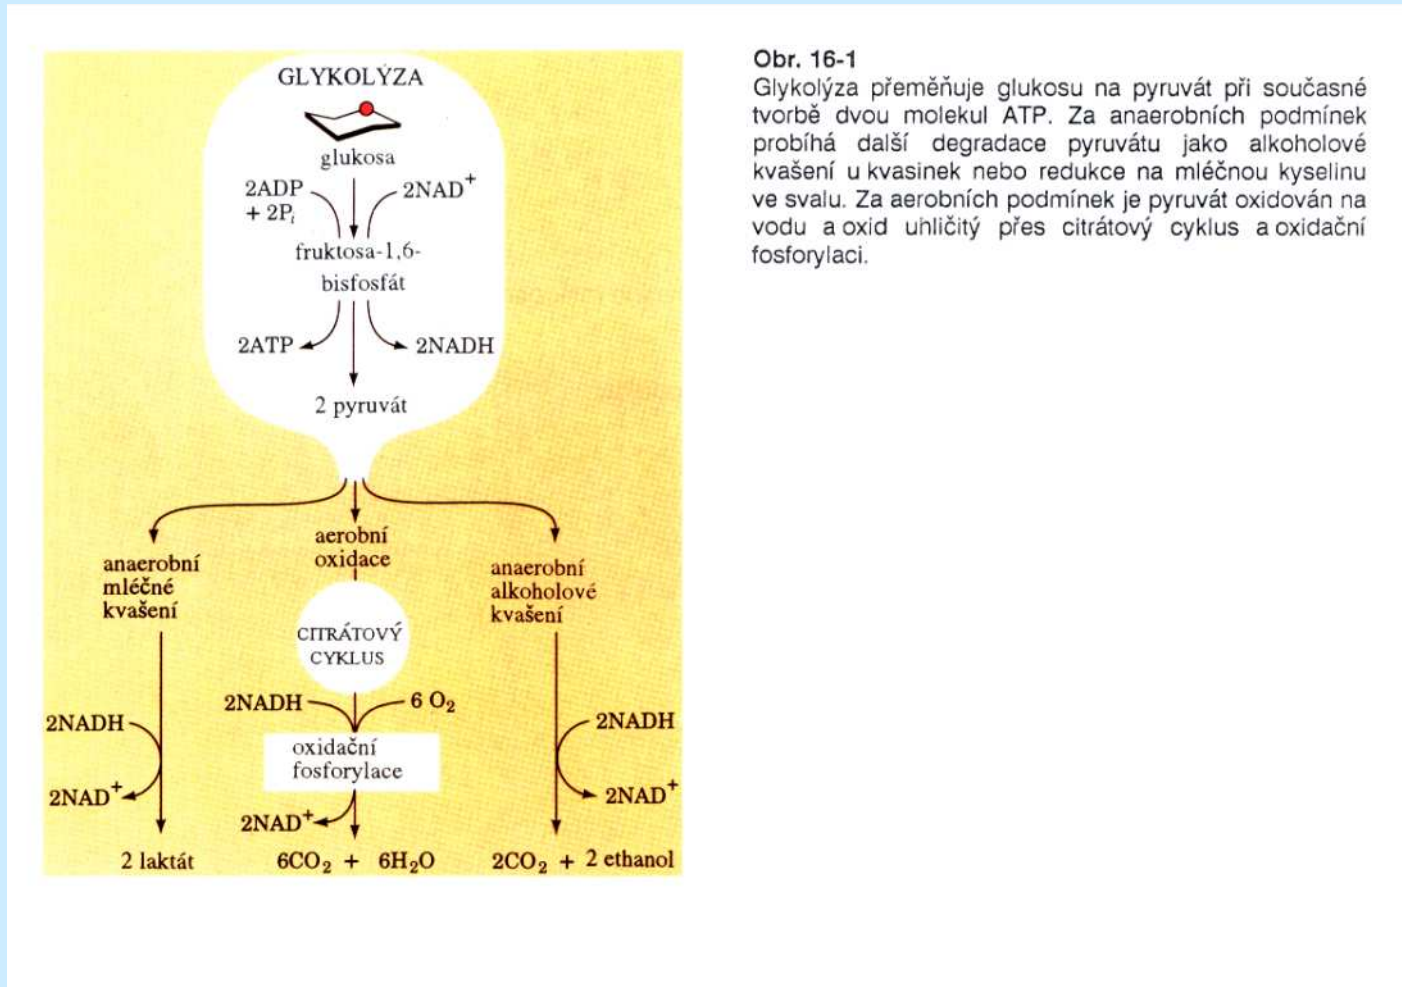 GLYKOLÝZA
glukosa
2ADP
+ 2Pi
2NAD+
fruktosa-1,6-
bisfosfát
2ATP
2NADH
2 pyruvát
anaerobní
mléčné
kvašení
2NADH
2NAD+
2 laktát
aerobní
oxidace
CITRÁTOVÝ
CYKLUS
2NADH
6 O2
oxidační
fosforylace
2NAD+
6CO2 + 6H2O
anaerobní
alkoholové
kvašení
2NADH
2NAD+
2CO2 + 2 ethanol
Obr. 16-1
Glykolýza přeměňuje glukosu na pyruvát při současné
tvorbě dvou molekul ATP. Za anaerobních podmínek
probíhá další degradace pyruvátu jako alkoholové
kvašení u kvasinek nebo redukce na mléčnou kyselinu
ve svalu. Za aerobních podmínek je pyruvát oxidován na
vodu a oxid uhličitý přes citrátový cyklus a oxidační
fosforylaci.